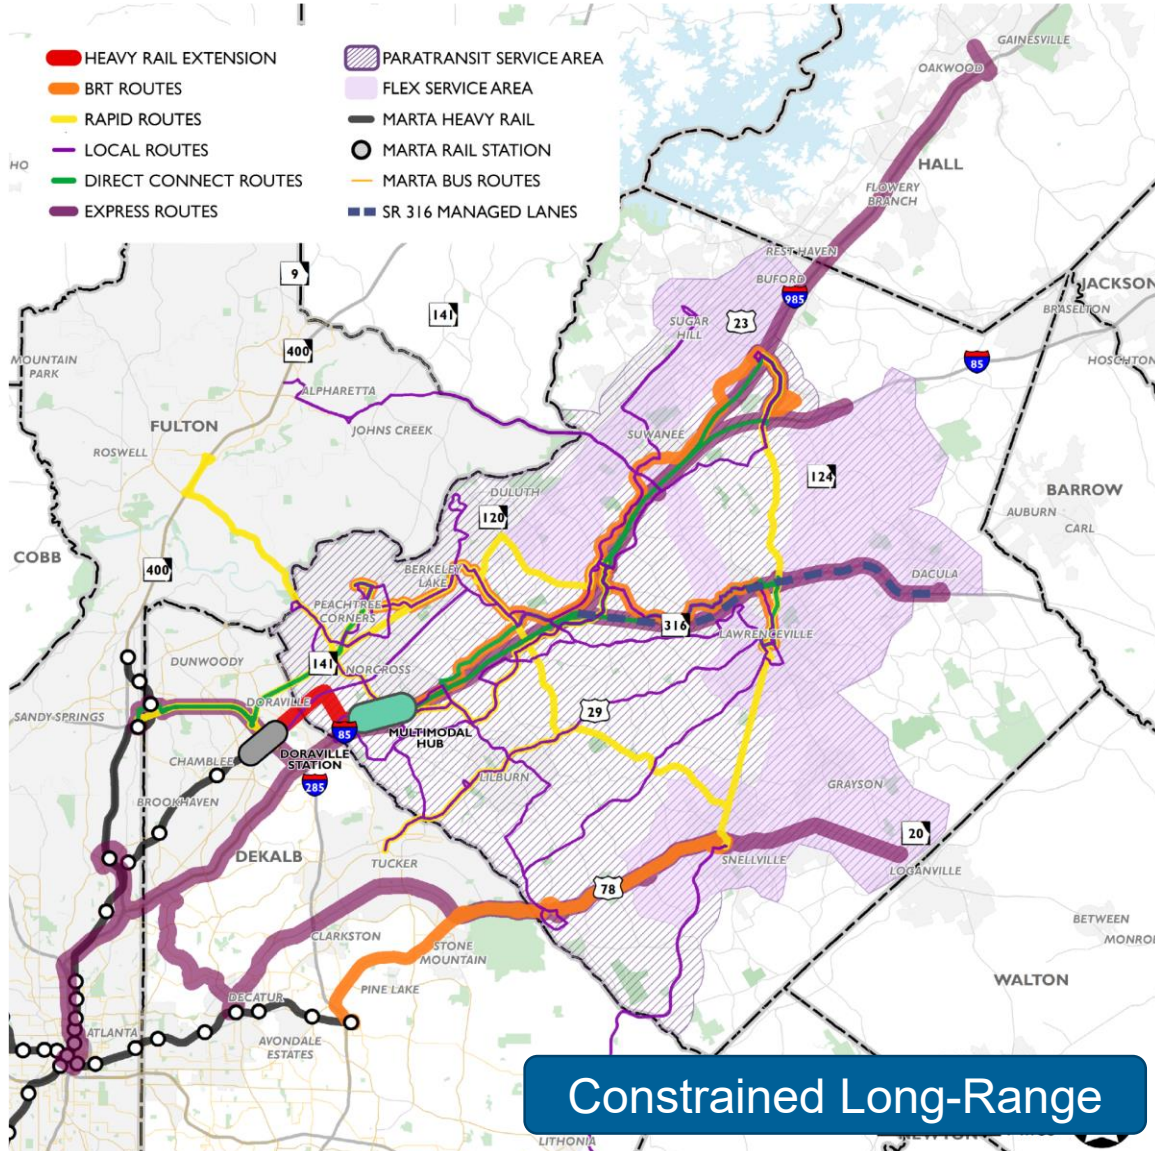 HEAVY RAIL EXTENSION
BRT ROUTES
RAPID ROUTES
LOCAL ROUTES
DIRECT CONNECT ROUTES
EXPRESS ROUTES
PARATRANSIT SERVICE AREA
FLEX SERVICE AREA
MARTA HEAVY RAIL
MARTA RAIL STATION
MARTA BUS ROUTES
SR 316 MANAGED LANES
GAINESVILLE
OAKWOOD
HO
HALL
FLOWERY
BRANCH
REST HAVEN
BUFORD
9
985
JACKSON
141
23
SUGAR
HILL
BRASELTON
400
85
MOUNTAIN
PARK
HOSCHTON
ALPHARETTA
FULTON
JOHNS CREEK
SUWANEE
ROSWELL
124
DULUTH
BARROW
120
AUBURN
CARL
COBB
400
BERKELEY
LAKE
DACULA
PEACHTREE
CORNERS
316
LAWRENCEVILLE
DUNWOODY
141
NORCROSS
DORAVILLE
SANDY SPRINGS
29
85
MULTIMODAL
HUB
DORAVILLE
STATION
CHAMBLEE
285
LILBURN
GRAYSON
BROOKHAVEN
20
DEKALB
TUCKER
SNELLVILLE
LOGANVILLE
78
BETWEEN
CLARKSTON
MONRO
STONE
MOUNTAIN
PINE LAKE
WALTON
DECATUR
ATLANTA
AVONDALE
ESTATES
Constrained Long-Range
LITHONIA